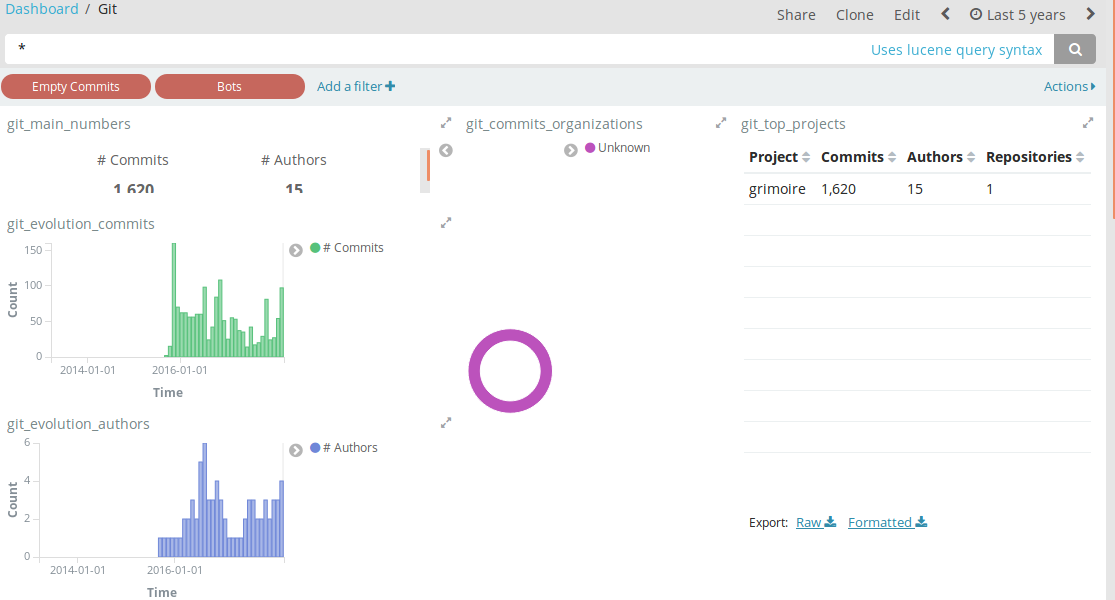 Dashboard / Git
Share Clone Edit Last 5 years
*
Uses lucene query syntax
Empty Commits Bots Add a filter
Actions
git_main_numbers
# Commits # Authors
1,620 15
git_commits_organizations
Unknown
git_top_projects
Project Commits Authors Repositories
grimoire 1,620 15 1
Export: Raw Formatted
git_evolution_commits
# Commits
150
100
50
0
Count
2014-01-01 2016-01-01
Time
git_evolution_authors
# Authors
6
4
2
0
Count
2014-01-01 2016-01-01
Time